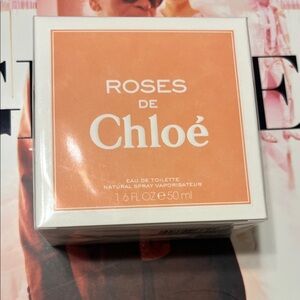 ROSES
DE
Chloé
EAU DE TOILETTE
NATURAL SPRAY VAPORISATEUR
1.6 FL OZ ℮ 50 ml